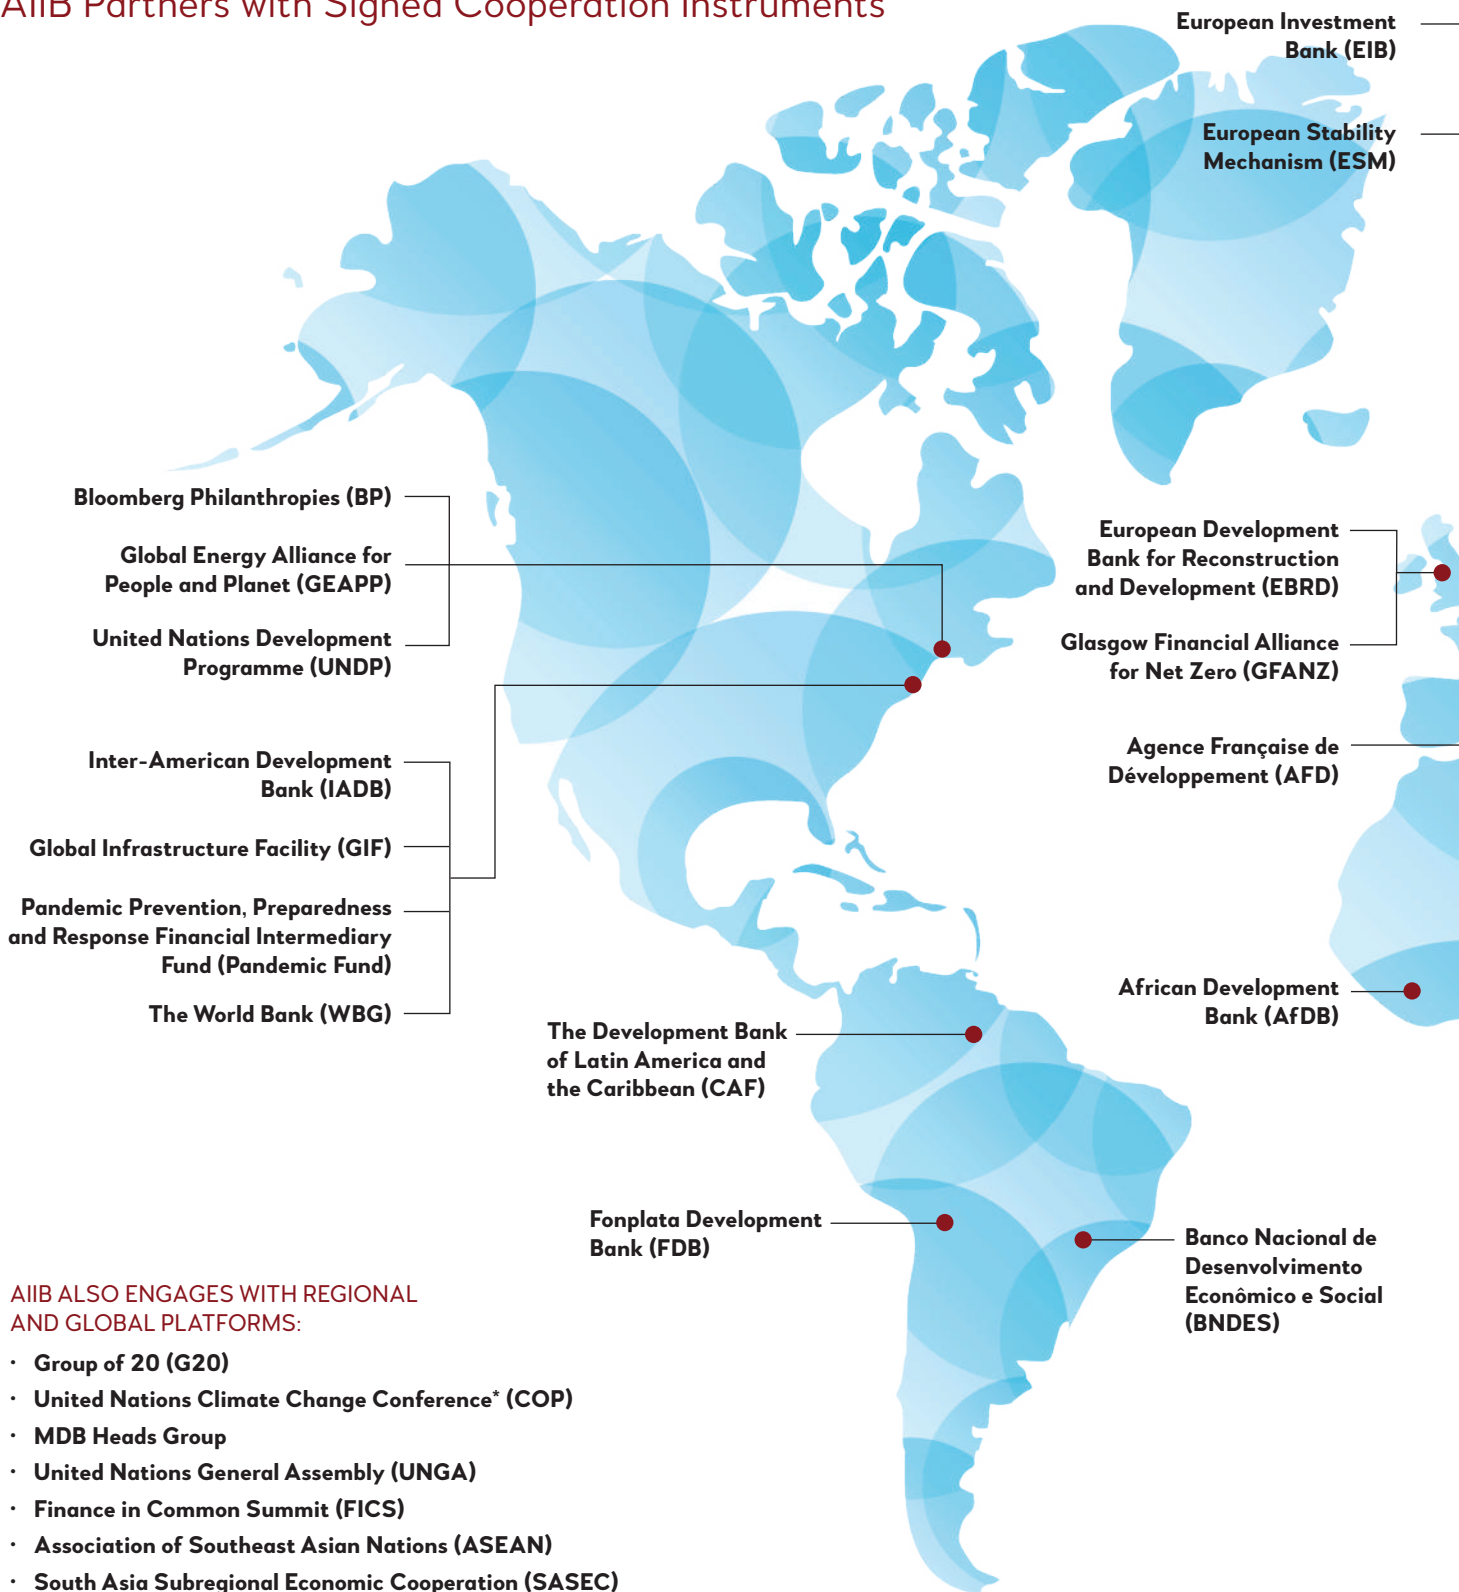 AIIB Partners with Signed Cooperation Instruments
European Investment
Bank (EIB)
European Stability
Mechanism (ESM)
Bloomberg Philanthropies (BP)
Global Energy Alliance for
People and Planet (GEAPP)
United Nations Development
Programme (UNDP)
European Development
Bank for Reconstruction
and Development (EBRD)
Glasgow Financial Alliance
for Net Zero (GFANZ)
Agence Française de
Développement (AFD)
Inter-American Development
Bank (IADB)
Global Infrastructure Facility (GIF)
Pandemic Prevention, Preparedness
and Response Financial Intermediary
Fund (Pandemic Fund)
The World Bank (WBG)
African Development
Bank (AfDB)
The Development Bank
of Latin America and
the Caribbean (CAF)
Fonplata Development
Bank (FDB)
Banco Nacional de
Desenvolvimento
Econômico e Social
(BNDES)
AIIB ALSO ENGAGES WITH REGIONAL
AND GLOBAL PLATFORMS:
• Group of 20 (G20)
• United Nations Climate Change Conference* (COP)
• MDB Heads Group
• United Nations General Assembly (UNGA)
• Finance in Common Summit (FICS)
• Association of Southeast Asian Nations (ASEAN)
• South Asia Subregional Economic Cooperation (SASEC)